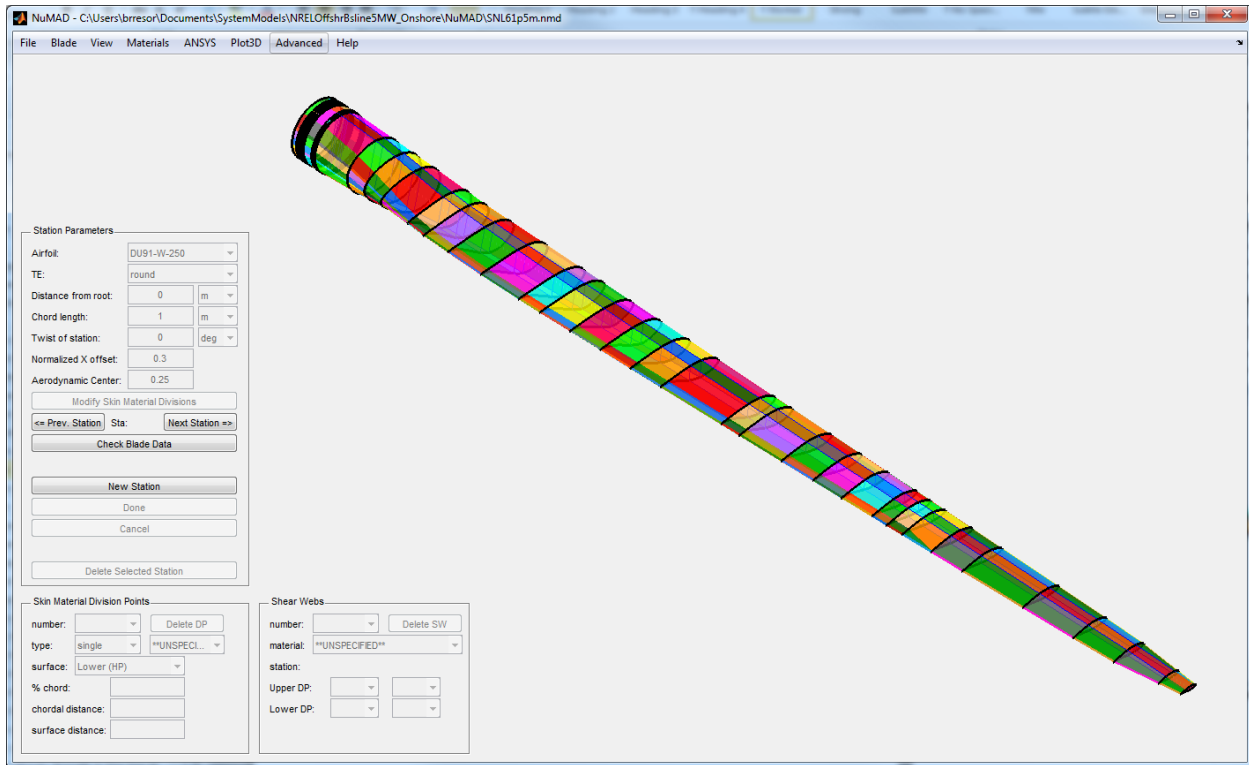 NuMAD - C:\Users\brresor\Documents\SystemModels\NRELOffshrBsline5MW_Onshore\NuMAD\SNL61p5m.nmd
File Blade View Materials ANSYS Plot3D Advanced Help
Station Parameters
Airfoil: DU91-W-250
TE: round
Distance from root: 0 m
Chord length: 1 m
Twist of station: 0 deg
Normalized X offset: 0.3
Aerodynamic Center: 0.25
Modify Skin Material Divisions
<= Prev. Station Sta: Next Station =>
Check Blade Data
New Station
Done
Cancel
Delete Selected Station
Skin Material Division Points
number: Delete DP
type: single **UNSPECI...
surface: Lower (HP)
% chord:
chordal distance:
surface distance:
Shear Webs
number: Delete SW
material: **UNSPECIFIED**
station:
Upper DP:
Lower DP: